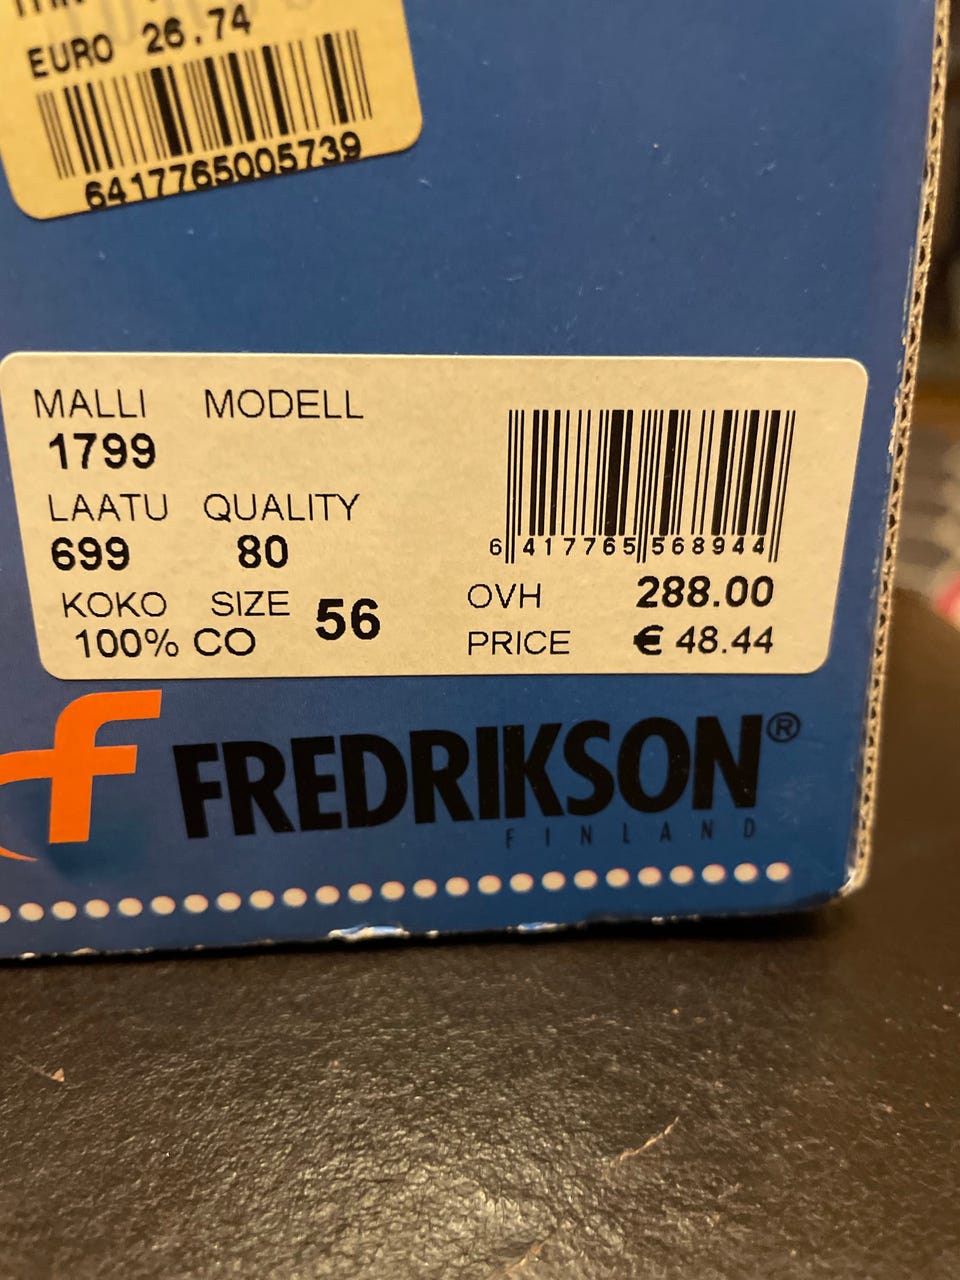 EURO 26.74
6417765005739
MALLI MODELL
1799
LAATU QUALITY
699 80
KOKO SIZE 56
100% CO
6 417765 568944
OVH 288.00
PRICE € 48.44
f FREDRIKSON®
FINLAND